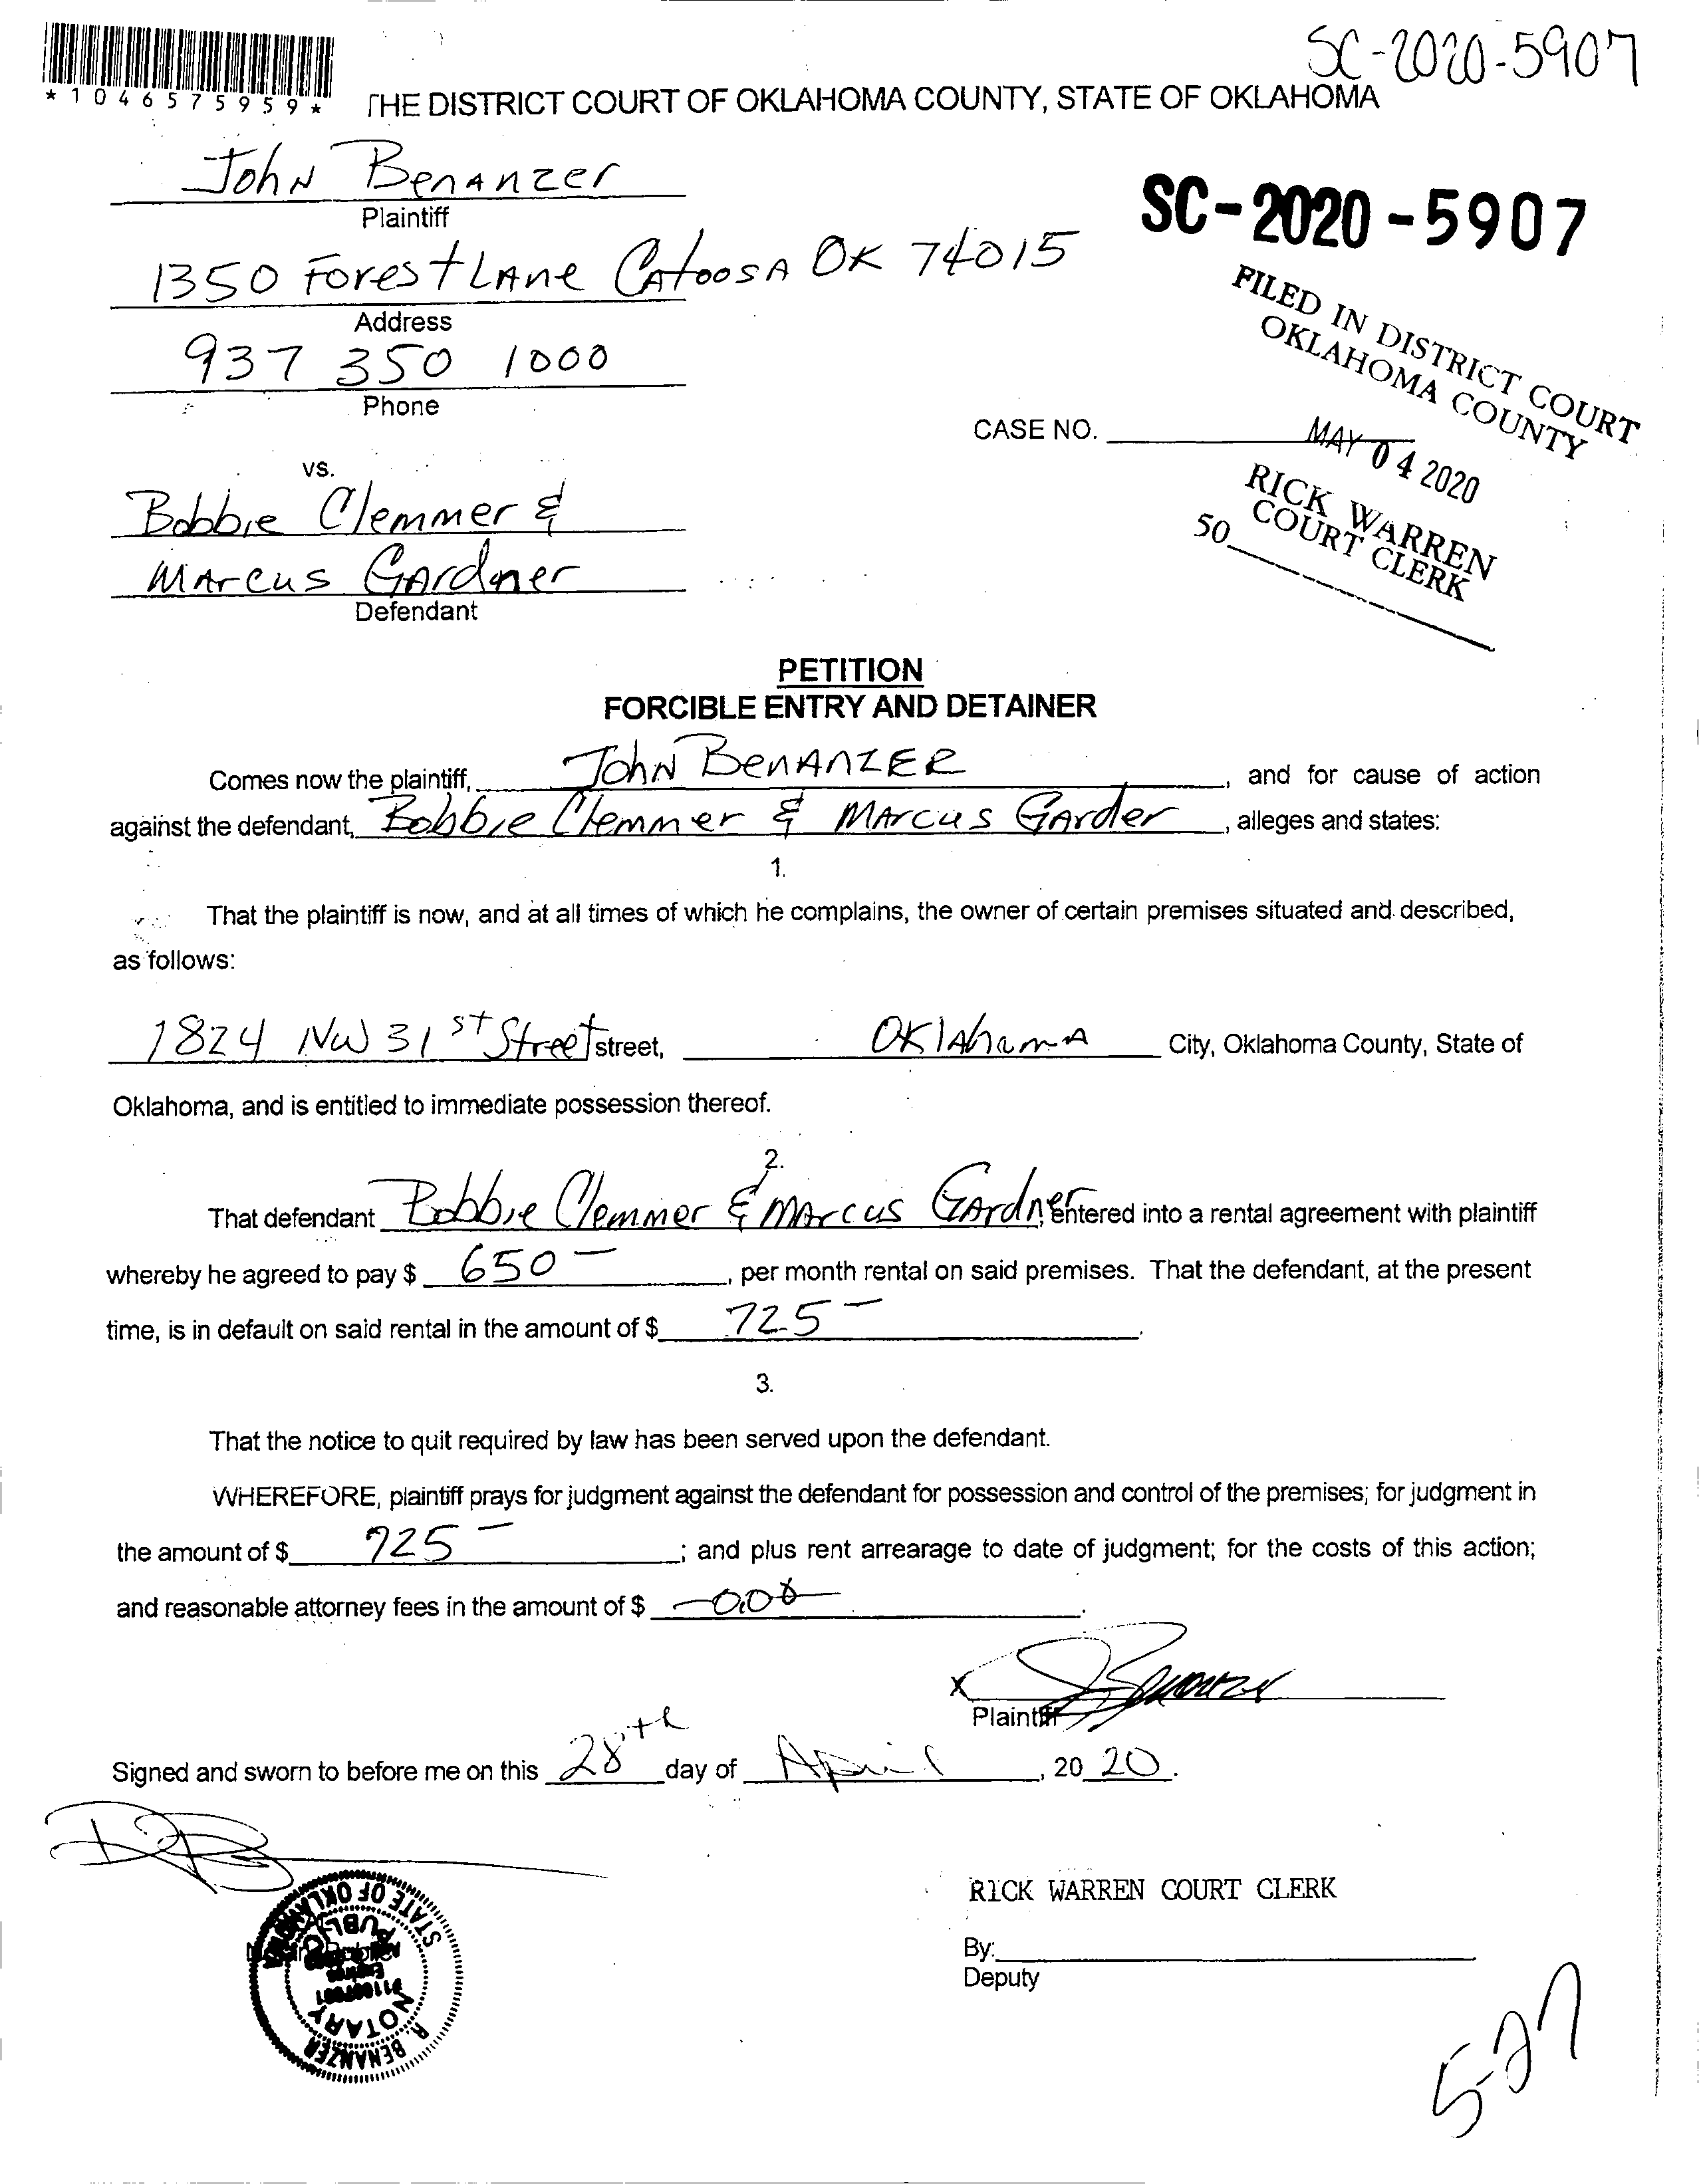 SC-2020-5907
*1046575959*
THE DISTRICT COURT OF OKLAHOMA COUNTY, STATE OF OKLAHOMA
John Benanzer
Plaintiff
SC-2020-5907
1350 Forest Lane Catoosa OK 74015
Address
937 350 1000
Phone
FILED IN DISTRICT COURT
OKLAHOMA COUNTY
MAY 04 2020
RICK WARREN
COURT CLERK
50
CASE NO.
vs.
Bobbie Clemmer &
Marcus Gardner
Defendant
PETITION
FORCIBLE ENTRY AND DETAINER
Comes now the plaintiff, John Benanzer, and for cause of action
against the defendant, Bobbie Clemmer & Marcus Garder, alleges and states:
1.
That the plaintiff is now, and at all times of which he complains, the owner of certain premises situated and described,
as follows:
1824 NW 31st Street street, Oklahoma City, Oklahoma County, State of
Oklahoma, and is entitled to immediate possession thereof.
2.
That defendant Bobbie Clemmer & Marcus Gardner, entered into a rental agreement with plaintiff
whereby he agreed to pay $ 650-, per month rental on said premises. That the defendant, at the present
time, is in default on said rental in the amount of $ 725-.
3.
That the notice to quit required by law has been served upon the defendant.
WHEREFORE, plaintiff prays for judgment against the defendant for possession and control of the premises; for judgment in
the amount of $ 725-; and plus rent arrearage to date of judgment; for the costs of this action;
and reasonable attorney fees in the amount of $ 0.00.
X
Plaintiff
Signed and sworn to before me on this 28th day of April, 2020.
RICK WARREN COURT CLERK
By:
Deputy
R. BENANZER
NOTARY
PUBLIC
STATE OF OKLAHOMA
Expires
5-27